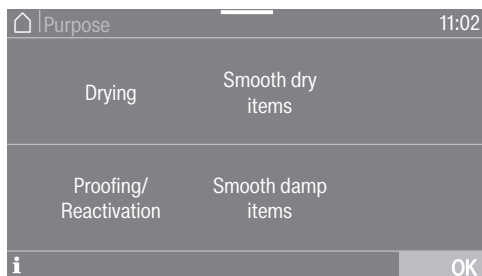 Purpose 11:02
Drying
Smooth dry
items
Proofing/
Reactivation
Smooth damp
items
i OK